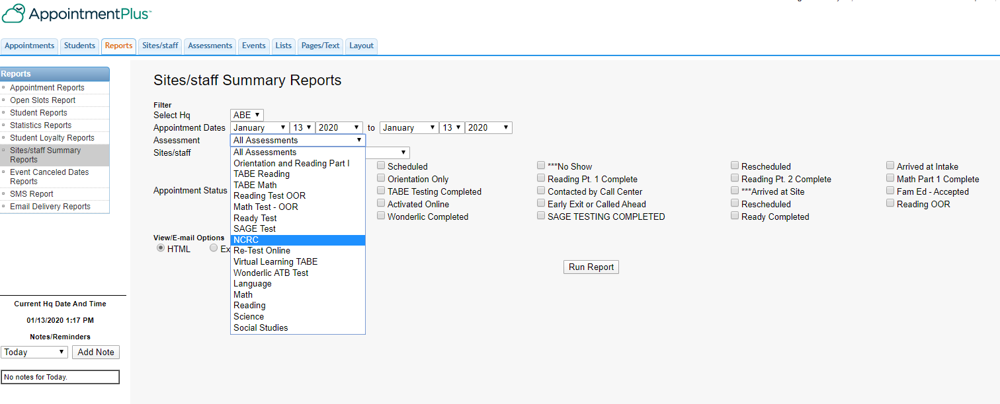 AppointmentPlus
Appointments Students Reports Sites/staff Assessments Events Lists Pages/Text Layout
Reports
Appointment Reports
Open Slots Report
Student Reports
Statistics Reports
Student Loyalty Reports
Sites/staff Summary
Reports
Event Canceled Dates
Reports
SMS Report
Email Delivery Reports
Current Hq Date And Time
01/13/2020 1:17 PM
Notes/Reminders
Today Add Note
No notes for Today.
Sites/staff Summary Reports
Filter
Select Hq ABE
Appointment Dates January 13 2020 to January 13 2020
Assessment All Assessments
Sites/staff
All Assessments
Orientation and Reading Part I
TABE Reading
TABE Math
Reading Test OOR
Math Test - OOR
Ready Test
SAGE Test
NCRC
Re-Test Online
Virtual Learning TABE
Wonderlic ATB Test
Language
Math
Reading
Science
Social Studies
Appointment Status
Scheduled ***No Show Rescheduled Arrived at Intake
Orientation Only Reading Pt. 1 Complete Reading Pt. 2 Complete Math Part 1 Complete
TABE Testing Completed Contacted by Call Center ***Arrived at Site Fam Ed - Accepted
Activated Online Early Exit or Called Ahead Rescheduled Reading OOR
Wonderlic Completed SAGE TESTING COMPLETED Ready Completed
View/E-mail Options
HTML Ex
Run Report